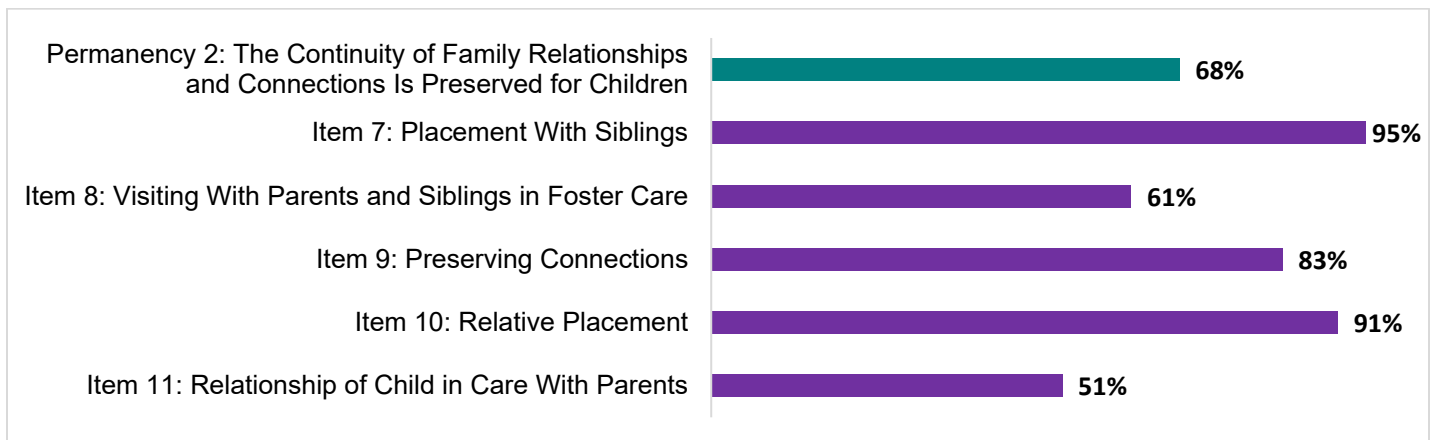 Permanency 2: The Continuity of Family Relationships
and Connections Is Preserved for Children
68%
Item 7: Placement With Siblings
95%
Item 8: Visiting With Parents and Siblings in Foster Care
61%
Item 9: Preserving Connections
83%
Item 10: Relative Placement
91%
Item 11: Relationship of Child in Care With Parents
51%